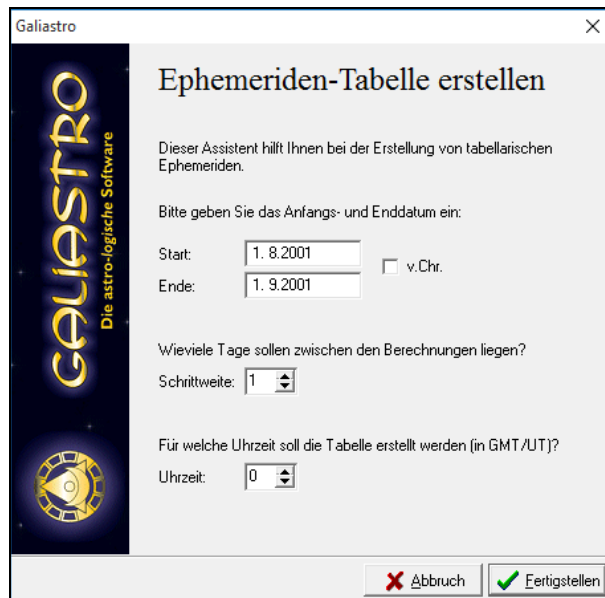 Galiastro
GALiASTRO
Die astro-logische Software
Ephemeriden-Tabelle erstellen
Dieser Assistent hilft Ihnen bei der Erstellung von tabellarischen
Ephemeriden.
Bitte geben Sie das Anfangs- und Enddatum ein:
Start: 1. 8.2001
v.Chr.
Ende: 1. 9.2001
Wieviele Tage sollen zwischen den Berechnungen liegen?
Schrittweite: 1
Für welche Uhrzeit soll die Tabelle erstellt werden (in GMT/UT)?
Uhrzeit: 0
Abbruch Fertigstellen